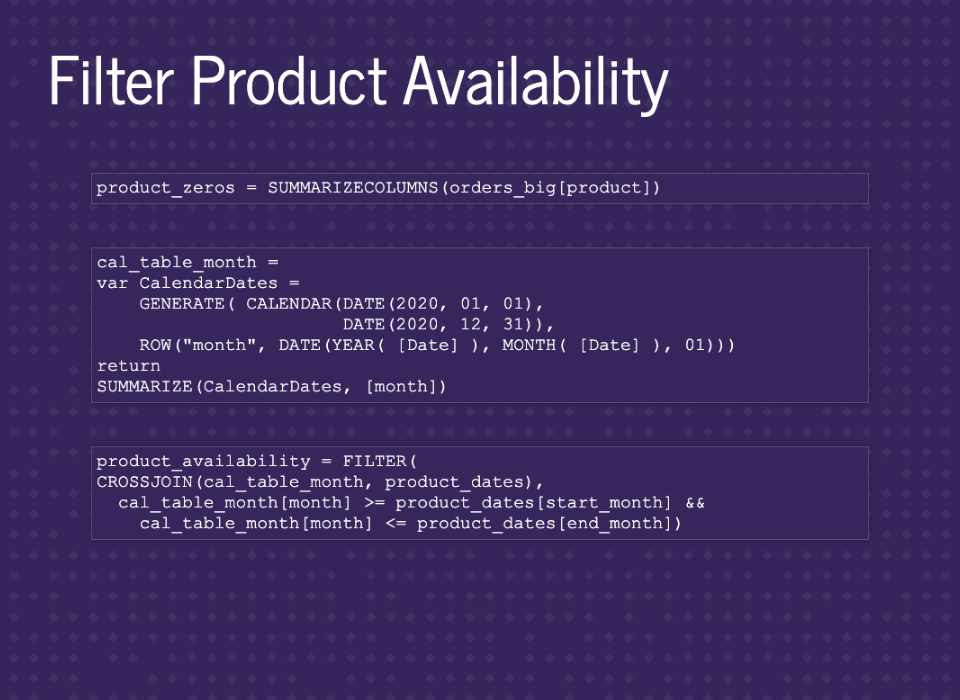 Filter Product Availability
product_zeros = SUMMARIZECOLUMNS(orders_big[product])
cal_table_month =
var CalendarDates =
    GENERATE( CALENDAR(DATE(2020, 01, 01),
                       DATE(2020, 12, 31)),
    ROW("month", DATE(YEAR( [Date] ), MONTH( [Date] ), 01)))
return
SUMMARIZE(CalendarDates, [month])
product_availability = FILTER(
CROSSJOIN(cal_table_month, product_dates),
  cal_table_month[month] >= product_dates[start_month] &&
    cal_table_month[month] <= product_dates[end_month])